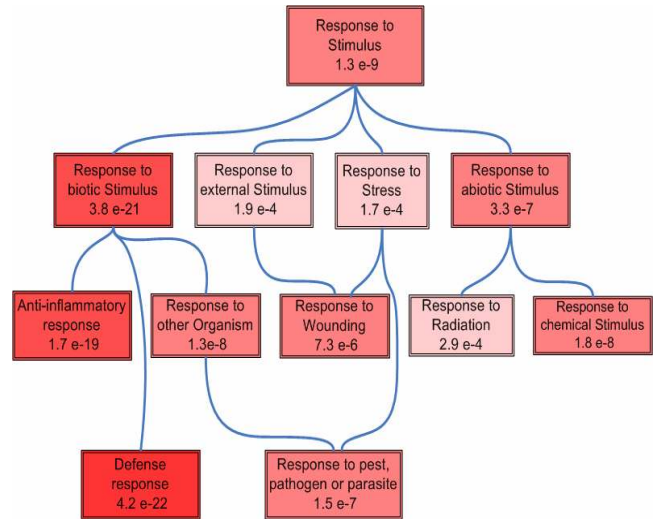 Response to
Stimulus
1.3 e-9
Response to
biotic Stimulus
3.8 e-21
Response to
external Stimulus
1.9 e-4
Response to
Stress
1.7 e-4
Response to
abiotic Stimulus
3.3 e-7
Anti-inflammatory
response
1.7 e-19
Response to
other Organism
1.3e-8
Response to
Wounding
7.3 e-6
Response to
Radiation
2.9 e-4
Response to
chemical Stimulus
1.8 e-8
Defense
response
4.2 e-22
Response to pest,
pathogen or parasite
1.5 e-7